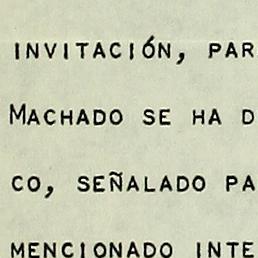 INVITACIÓN, PAR
MACHADO SE HA D
CO, SEÑALADO PA
MENCIONADO INTE